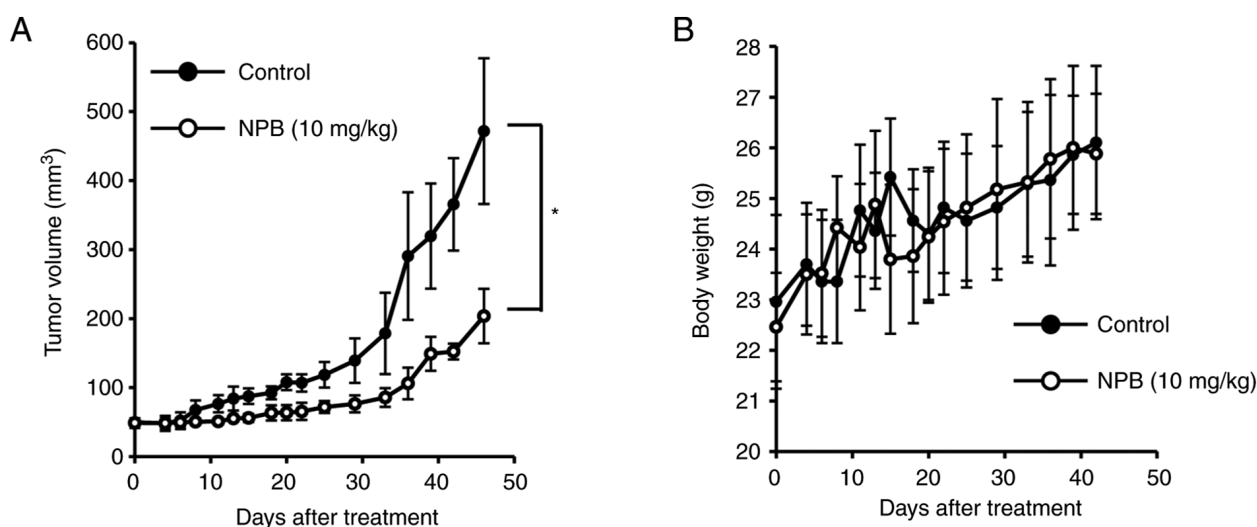 A
600
500
400
300
200
100
0
Tumor volume (mm³)
Control
NPB (10 mg/kg)
*
0 10 20 30 40 50
Days after treatment
B
28
27
26
25
24
23
22
21
20
Body weight (g)
Control
NPB (10 mg/kg)
0 10 20 30 40 50
Days after treatment